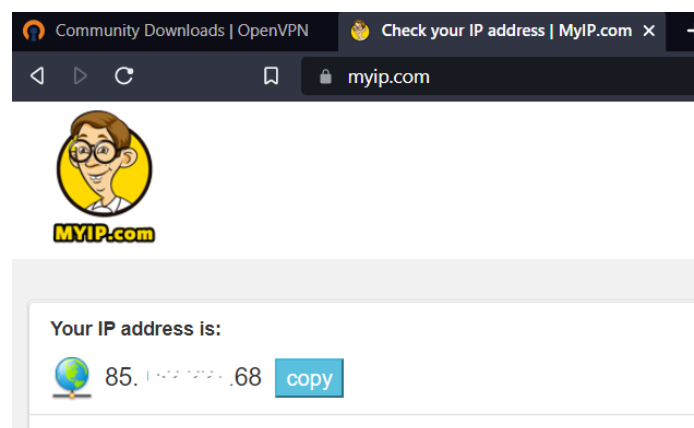 Community Downloads | OpenVPN
Check your IP address | MyIP.com
myip.com
MYIP.com
Your IP address is:
85. .68 copy